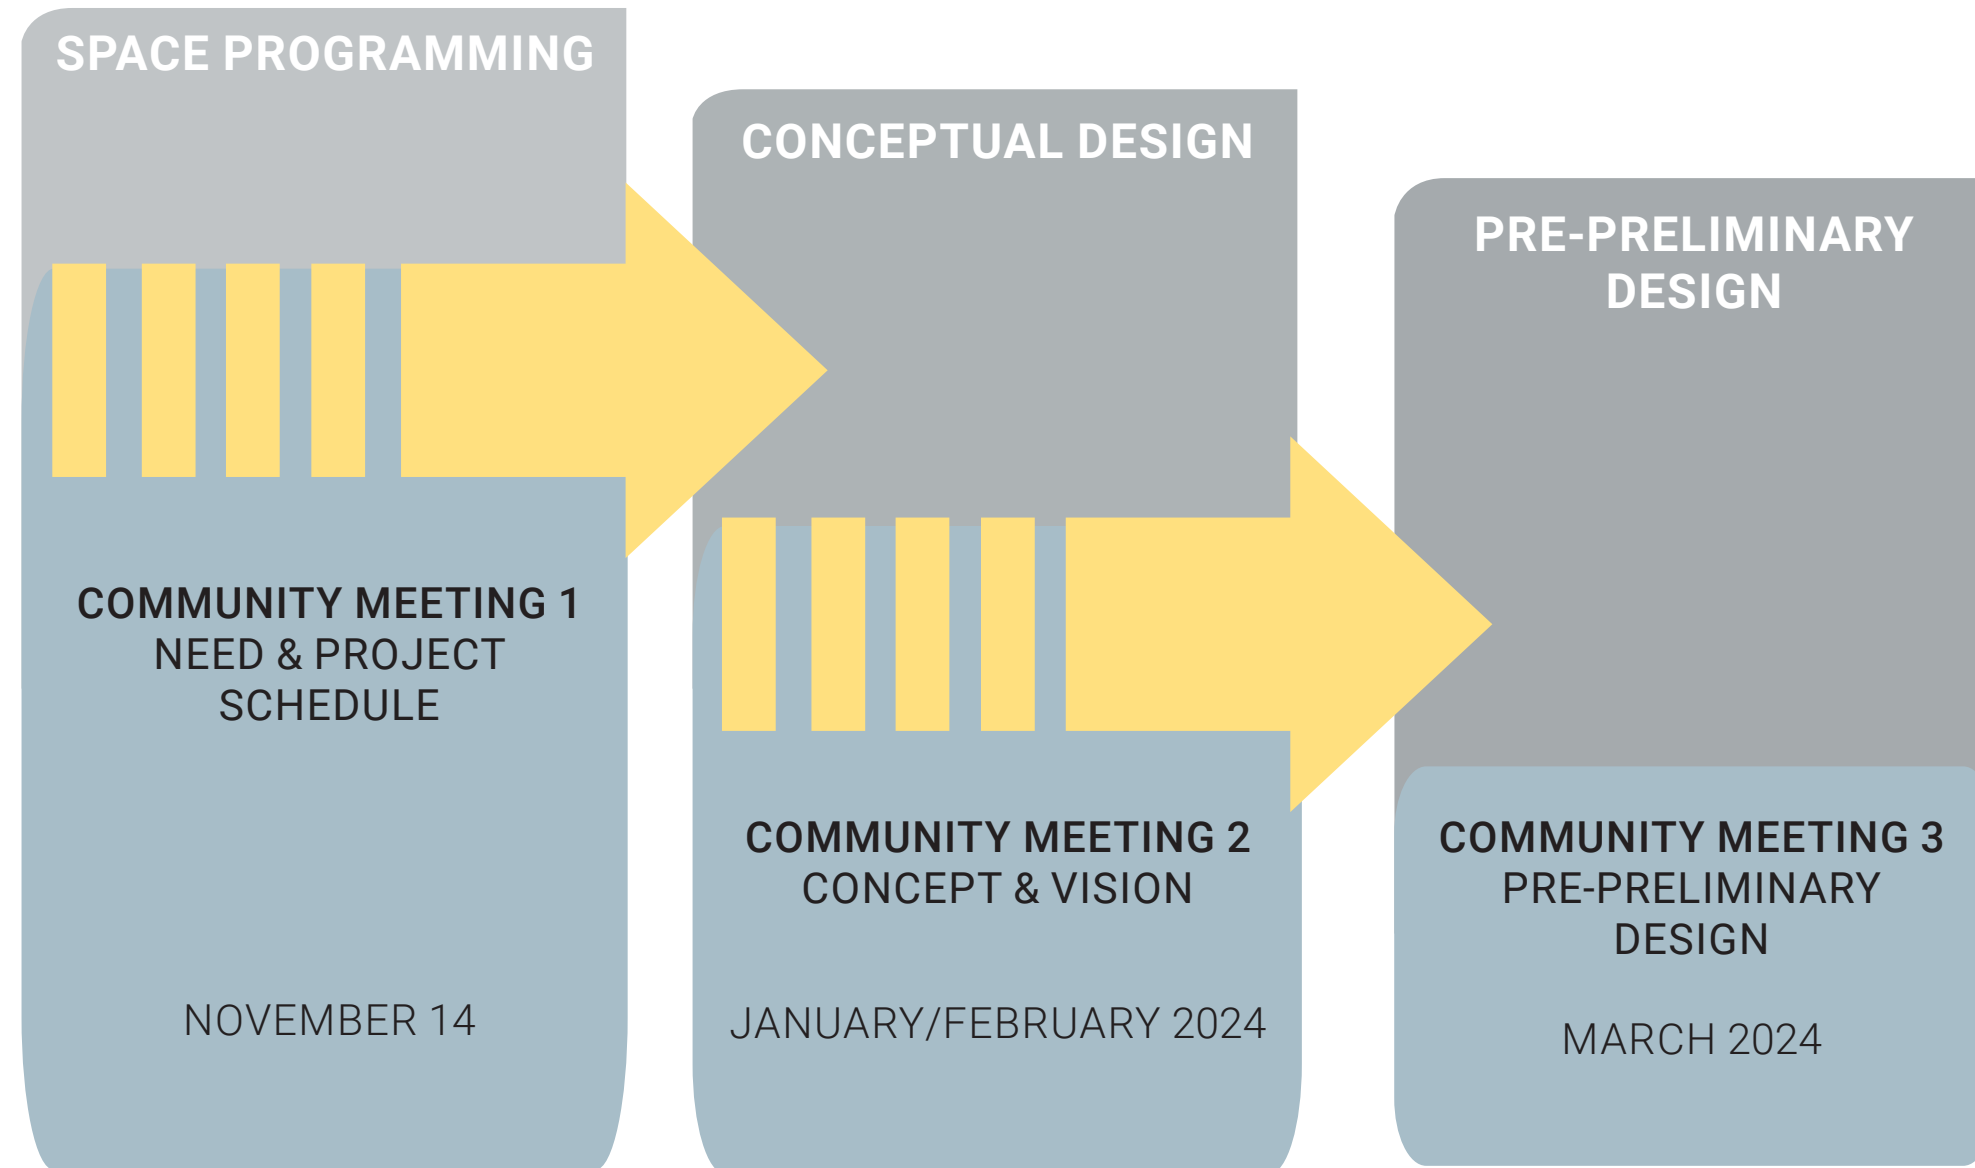 SPACE PROGRAMMING
COMMUNITY MEETING 1
NEED & PROJECT
SCHEDULE
NOVEMBER 14
CONCEPTUAL DESIGN
COMMUNITY MEETING 2
CONCEPT & VISION
JANUARY/FEBRUARY 2024
PRE-PRELIMINARY
DESIGN
COMMUNITY MEETING 3
PRE-PRELIMINARY
DESIGN
MARCH 2024